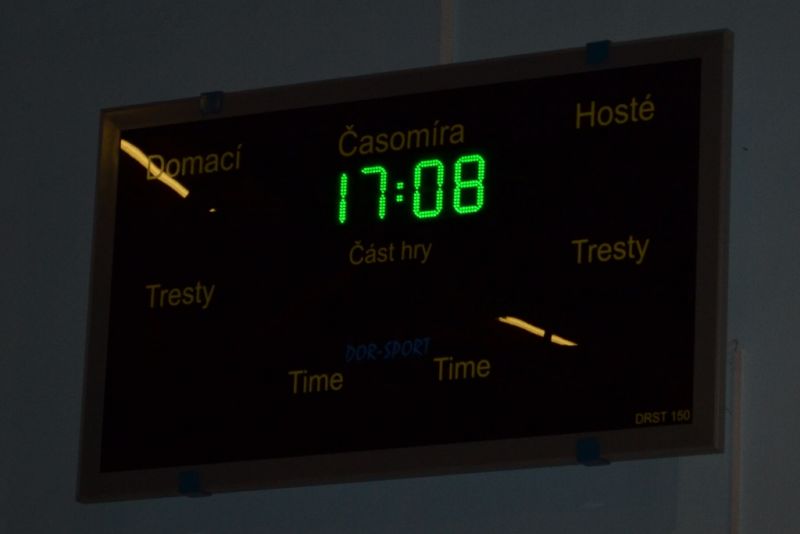 Domací
Časomíra
Hosté
17:08
Část hry
Tresty
Tresty
DOR-SPORT
Time
Time
DRST 150